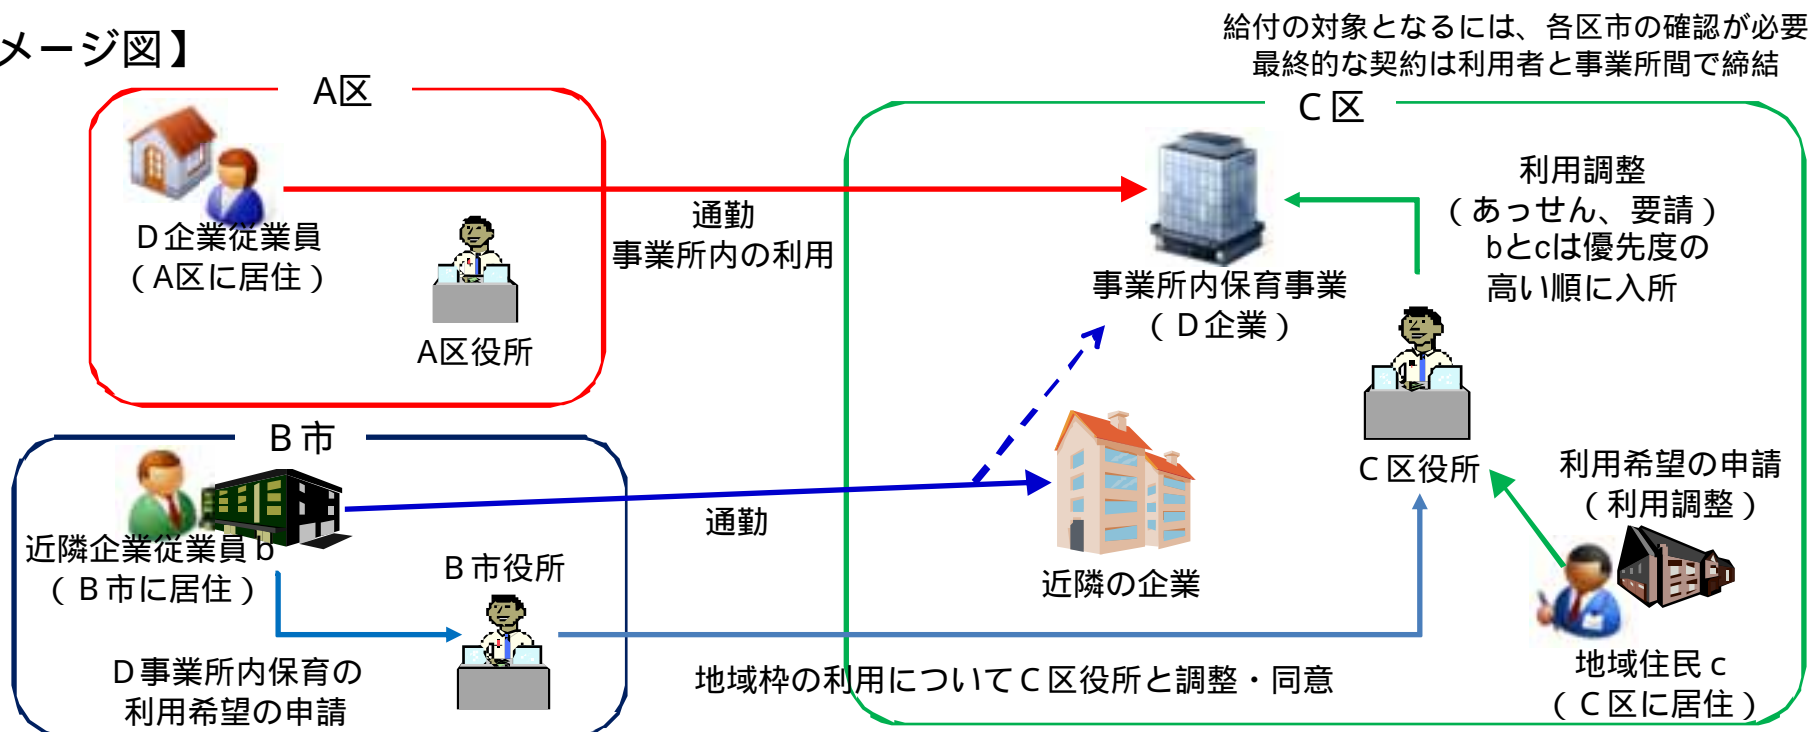 メージ図】
給付の対象となるには、各区市の確認が必要
最終的な契約は利用者と事業所間で締結
A区
D企業従業員
(A区に居住)
A区役所
通勤
事業所内の利用
C区
事業所内保育事業
(D企業)
利用調整
(あっせん、要請)
bとcは優先度の
高い順に入所
B市
近隣企業従業員b
(B市に居住)
B市役所
D事業所内保育の
利用希望の申請
通勤
近隣の企業
C区役所
利用希望の申請
(利用調整)
地域住民c
(C区に居住)
地域枠の利用についてC区役所と調整・同意